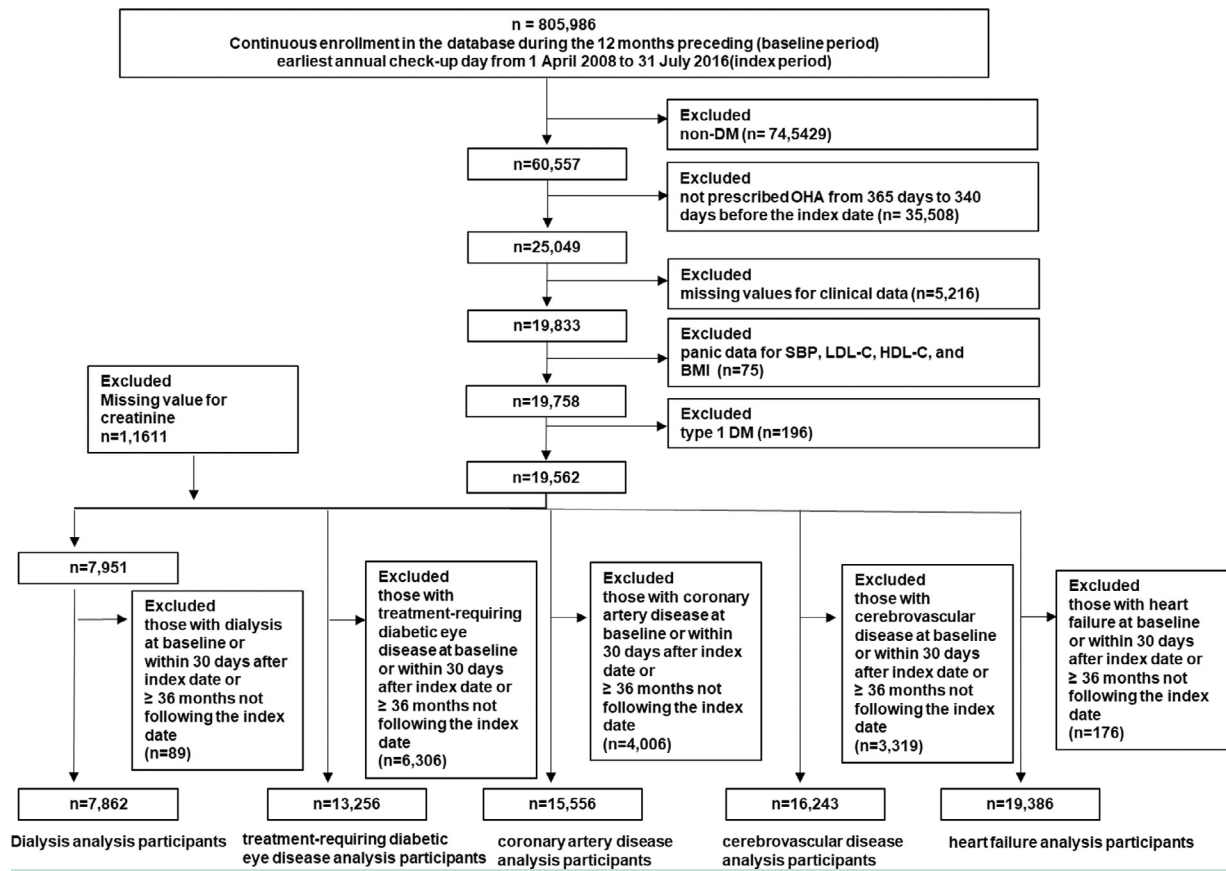 n = 805,986
Continuous enrollment in the database during the 12 months preceding (baseline period)
earliest annual check-up day from 1 April 2008 to 31 July 2016(index period)
Excluded
non-DM (n= 74,5429)
n=60,557
Excluded
not prescribed OHA from 365 days to 340
days before the index date (n= 35,508)
n=25,049
Excluded
missing values for clinical data (n=5,216)
n=19,833
Excluded
panic data for SBP, LDL-C, HDL-C, and
BMI (n=75)
Excluded
Missing value for
creatinine
n=1,1611
n=19,758
Excluded
type 1 DM (n=196)
n=19,562
n=7,951
Excluded
those with dialysis
at baseline or
within 30 days after
index date or
≥ 36 months not
following the index
date
(n=89)
Excluded
those with
treatment-requiring
diabetic eye
disease at baseline
or within 30 days
after index date or
≥ 36 months not
following the index
date
(n=6,306)
Excluded
those with coronary
artery disease at
baseline or within
30 days after index
date or
≥ 36 months not
following the index
date
(n=4,006)
Excluded
those with
cerebrovascular
disease at baseline
or within 30 days
after index date or
≥ 36 months not
following the index
date
(n=3,319)
Excluded
those with heart
failure at baseline
or within 30 days
after index date or
≥ 36 months not
following the index
date
(n=176)
n=7,862
n=13,256
n=15,556
n=16,243
n=19,386
Dialysis analysis participants
treatment-requiring diabetic
eye disease analysis participants
coronary artery disease
analysis participants
cerebrovascular disease
analysis participants
heart failure analysis participants